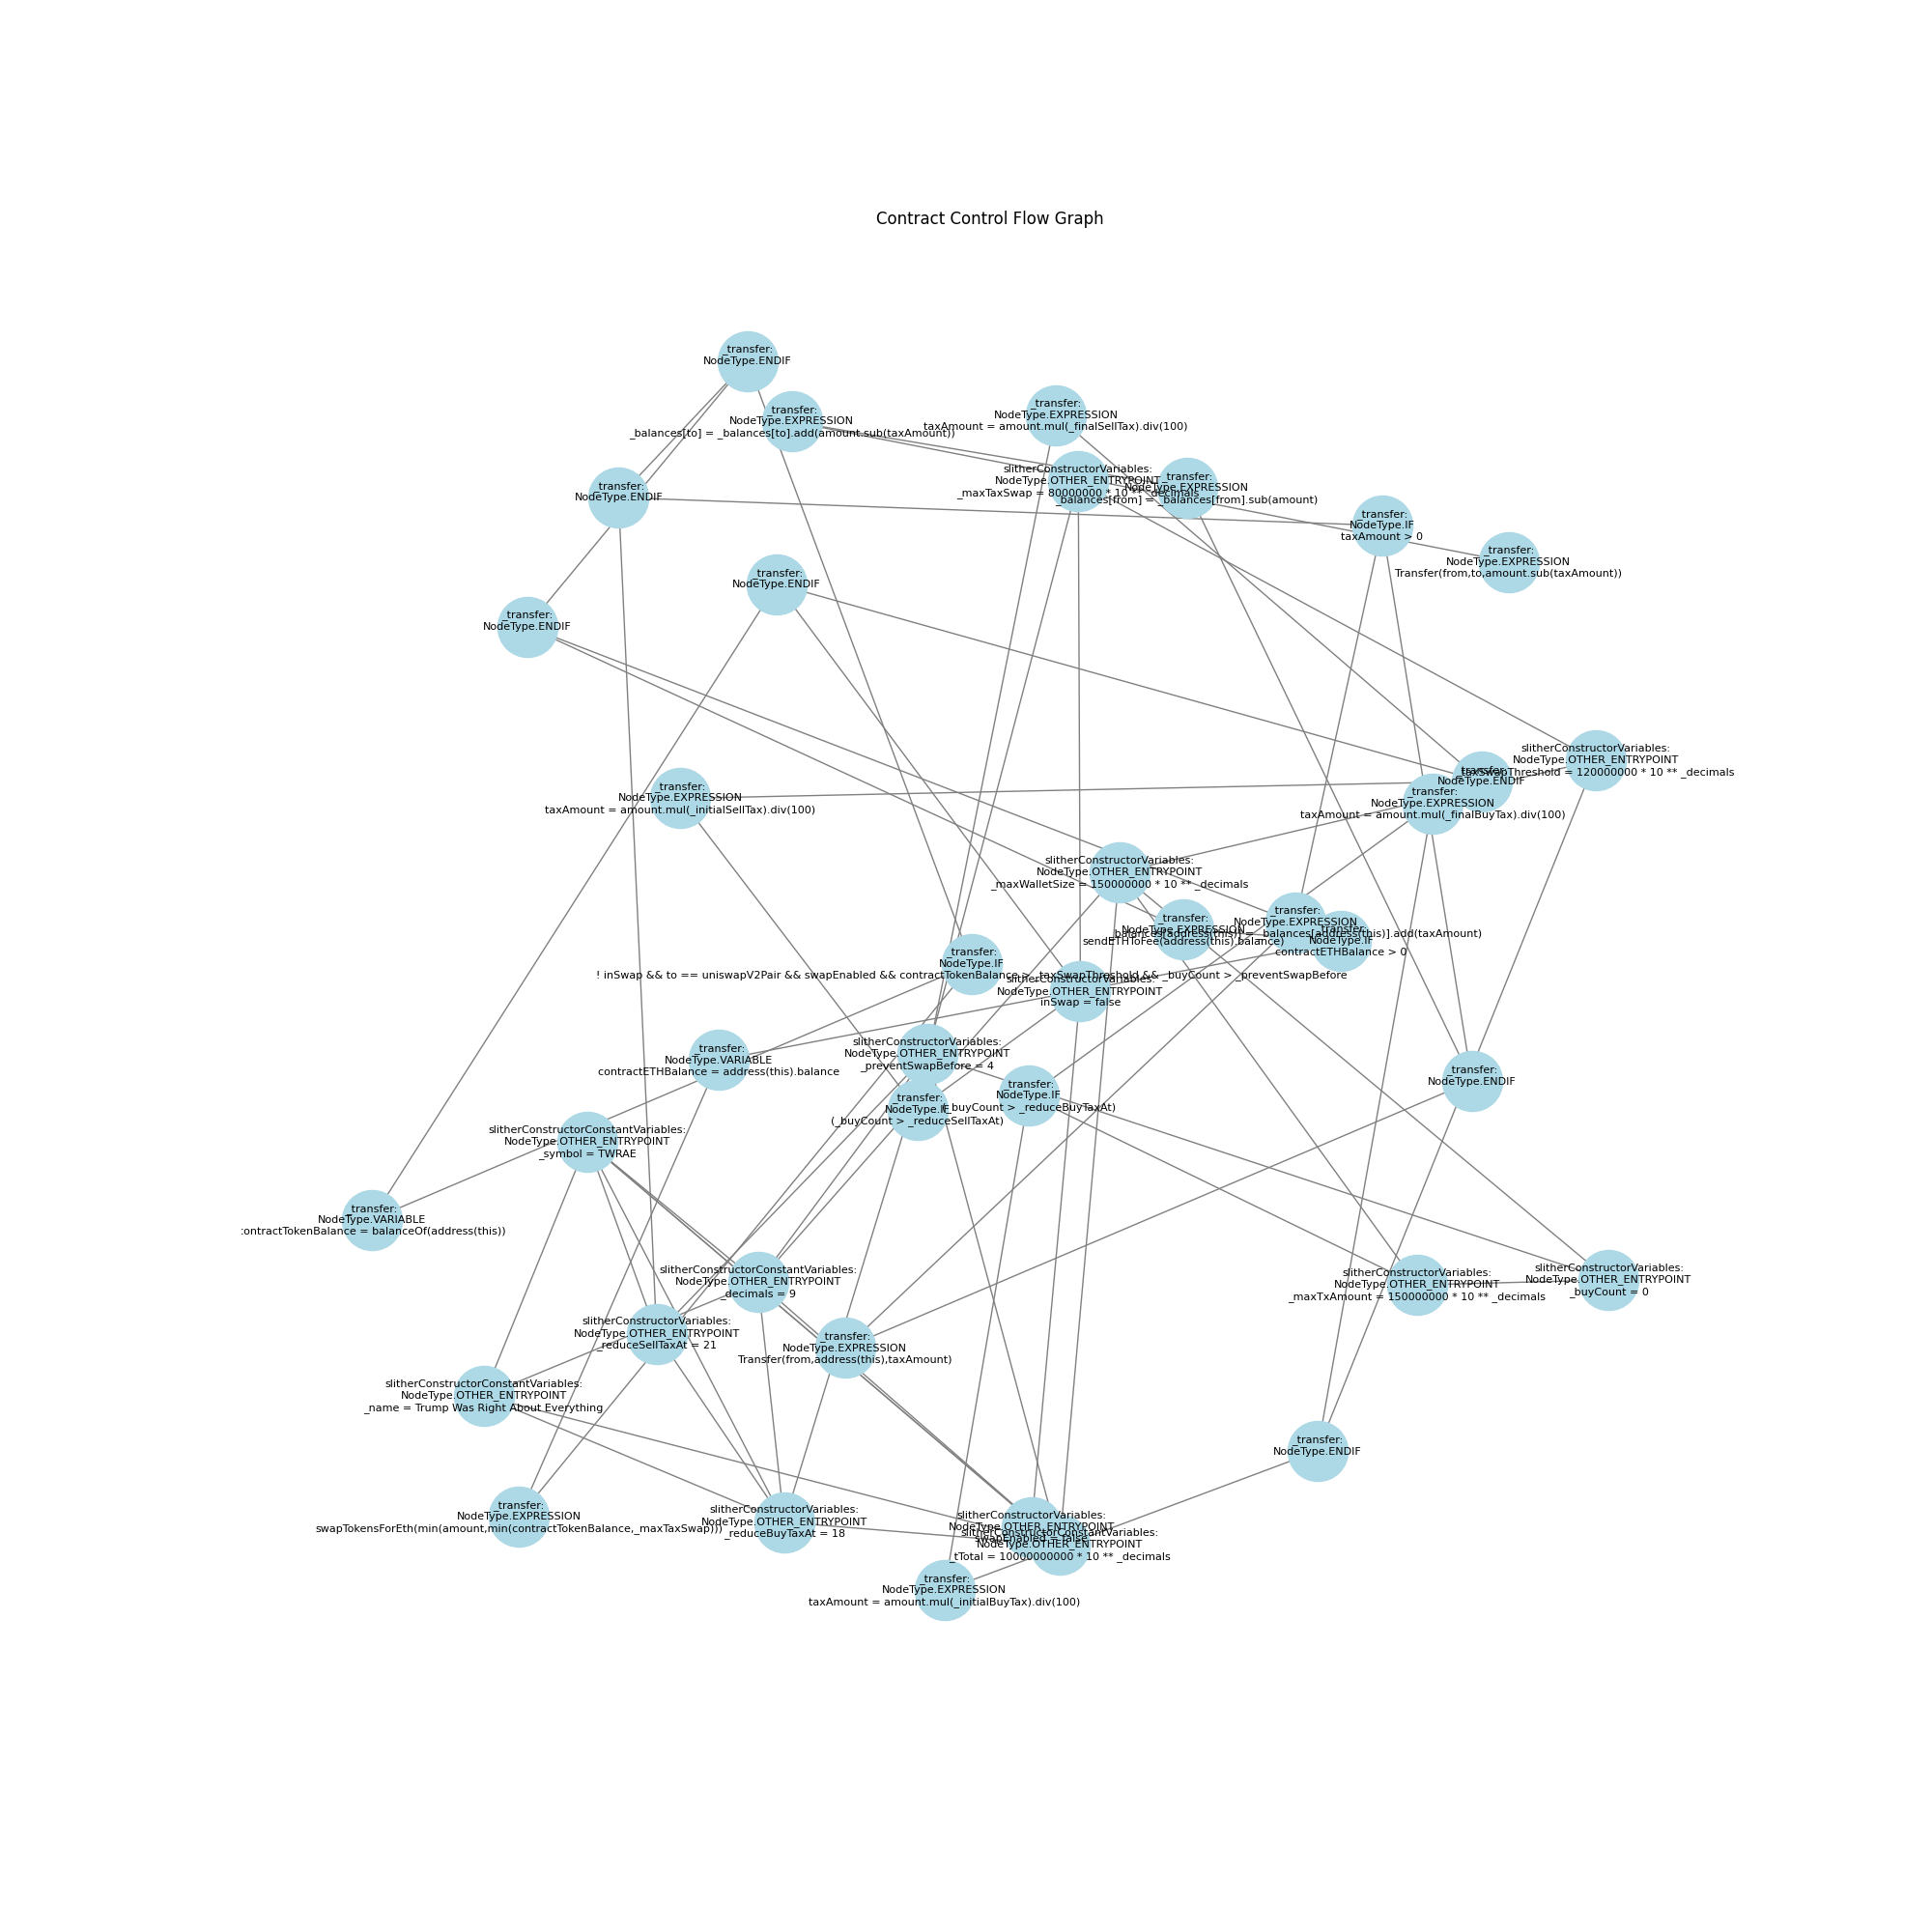 Contract Control Flow Graph
_transfer:
NodeType.ENDIF
_transfer:
NodeType.EXPRESSION
_balances[to] = _balances[to].add(amount.sub(taxAmount))
_transfer:
NodeType.EXPRESSION
taxAmount = amount.mul(_finalSellTax).div(100)
slitherConstructorVariables:
NodeType.OTHER_ENTRYPOINT
_maxTaxSwap = 80000000 * 10 ** _decimals
_transfer:
NodeType.EXPRESSION
_balances[from] = _balances[from].sub(amount)
_transfer:
NodeType.ENDIF
_transfer:
NodeType.IF
taxAmount > 0
_transfer:
NodeType.EXPRESSION
Transfer(from,to,amount.sub(taxAmount))
_transfer:
NodeType.ENDIF
_transfer:
NodeType.ENDIF
slitherConstructorVariables:
NodeType.OTHER_ENTRYPOINT
_taxSwapThreshold = 120000000 * 10 ** _decimals
_transfer:
NodeType.ENDIF
_transfer:
NodeType.EXPRESSION
taxAmount = amount.mul(_initialSellTax).div(100)
_transfer:
NodeType.EXPRESSION
taxAmount = amount.mul(_finalBuyTax).div(100)
slitherConstructorVariables:
NodeType.OTHER_ENTRYPOINT
_maxWalletSize = 150000000 * 10 ** _decimals
_transfer:
NodeType.EXPRESSION
sendETHToFee(address(this).balance)
_transfer:
NodeType.EXPRESSION
_balances[address(this)] = _balances[address(this)].add(taxAmount)
_transfer:
NodeType.IF
contractETHBalance > 0
_transfer:
NodeType.IF
! inSwap && to == uniswapV2Pair && swapEnabled && contractTokenBalance > _taxSwapThreshold && _buyCount > _preventSwapBefore
slitherConstructorVariables:
NodeType.OTHER_ENTRYPOINT
inSwap = false
slitherConstructorVariables:
NodeType.OTHER_ENTRYPOINT
_preventSwapBefore = 4
_transfer:
NodeType.VARIABLE
contractETHBalance = address(this).balance
_transfer:
NodeType.IF
(_buyCount > _reduceBuyTaxAt)
_transfer:
NodeType.IF
(_buyCount > _reduceSellTaxAt)
_transfer:
NodeType.ENDIF
slitherConstructorConstantVariables:
NodeType.OTHER_ENTRYPOINT
_symbol = TWRAE
_transfer:
NodeType.VARIABLE
:ontractTokenBalance = balanceOf(address(this))
slitherConstructorConstantVariables:
NodeType.OTHER_ENTRYPOINT
_decimals = 9
slitherConstructorVariables:
NodeType.OTHER_ENTRYPOINT
_maxTxAmount = 150000000 * 10 ** _decimals
slitherConstructorVariables:
NodeType.OTHER_ENTRYPOINT
_buyCount = 0
slitherConstructorVariables:
NodeType.OTHER_ENTRYPOINT
_reduceSellTaxAt = 21
_transfer:
NodeType.EXPRESSION
Transfer(from,address(this),taxAmount)
slitherConstructorConstantVariables:
NodeType.OTHER_ENTRYPOINT
_name = Trump Was Right About Everything
_transfer:
NodeType.ENDIF
_transfer:
NodeType.EXPRESSION
swapTokensForEth(min(amount,min(contractTokenBalance,_maxTaxSwap)))
slitherConstructorVariables:
NodeType.OTHER_ENTRYPOINT
_reduceBuyTaxAt = 18
slitherConstructorVariables:
NodeType.OTHER_ENTRYPOINT
swapEnabled = false
slitherConstructorConstantVariables:
NodeType.OTHER_ENTRYPOINT
_tTotal = 10000000000 * 10 ** _decimals
_transfer:
NodeType.EXPRESSION
taxAmount = amount.mul(_initialBuyTax).div(100)